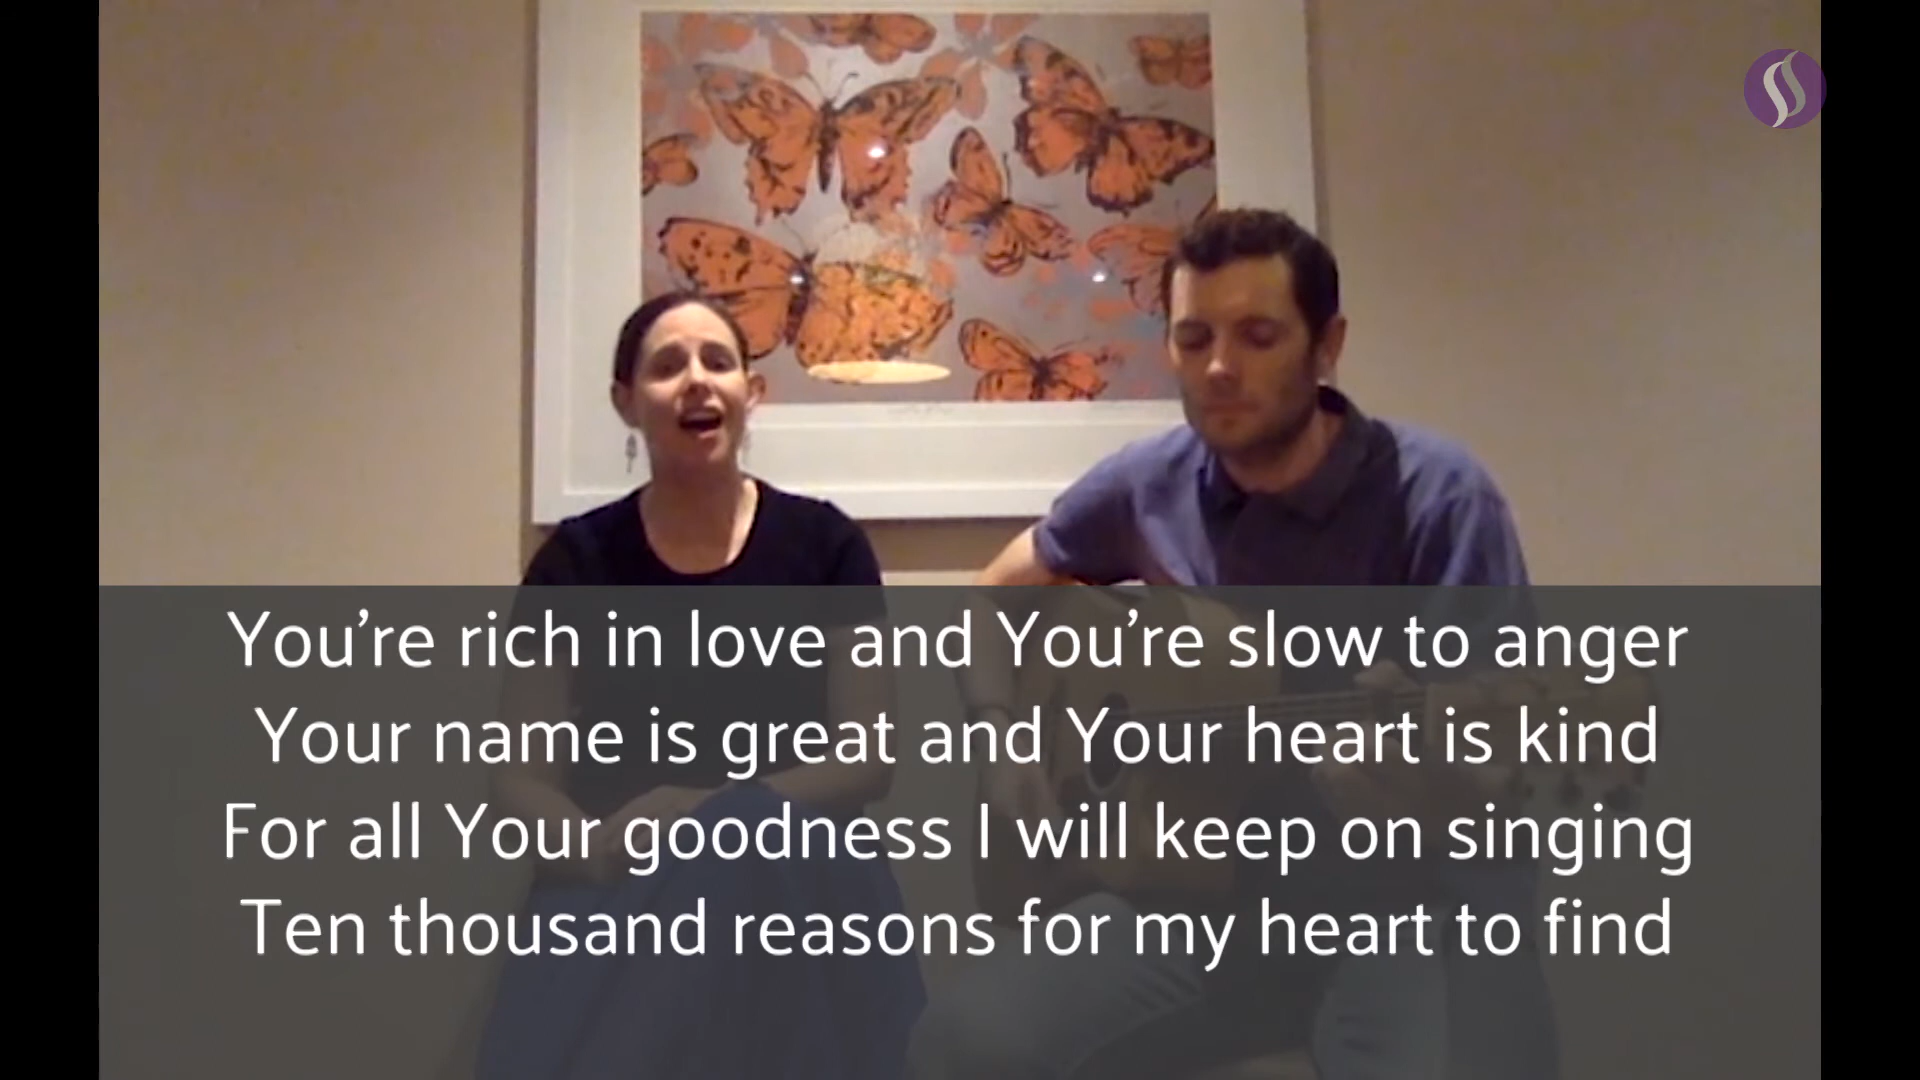 You're rich in love and You're slow to anger
Your name is great and Your heart is kind
For all Your goodness I will keep on singing
Ten thousand reasons for my heart to find